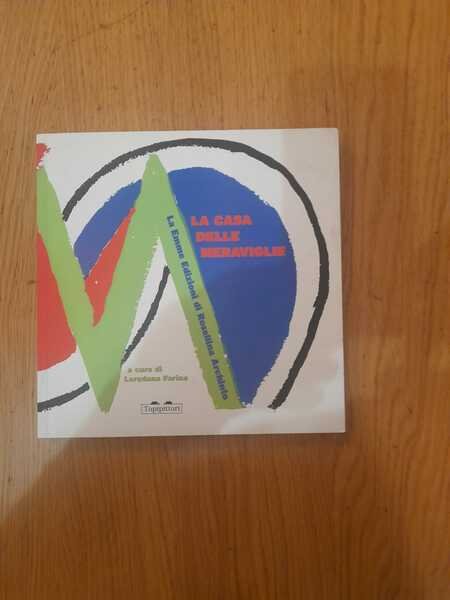 LA CASA
DELLE
MERAVIGLIE
La Emme Edizioni di Rosellina Archinto
a cura di
Loredana Farina
Topipittori